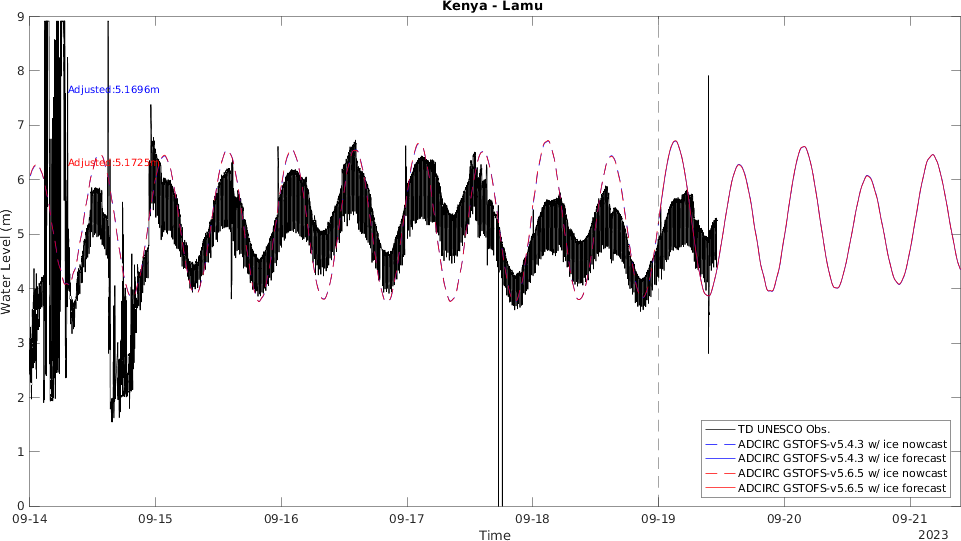 Kenya - Lamu
9
8
7
6
5
4
3
2
1
0
Water Level (m)
Adjusted:5.1696m
Adjusted:5.1725m
TD UNESCO Obs.
ADCIRC GSTOFS-v5.4.3 w/ ice nowcast
ADCIRC GSTOFS-v5.4.3 w/ ice forecast
ADCIRC GSTOFS-v5.6.5 w/ ice nowcast
ADCIRC GSTOFS-v5.6.5 w/ ice forecast
09-14 09-15 09-16 09-17 09-18 09-19 09-20 09-21
Time
2023